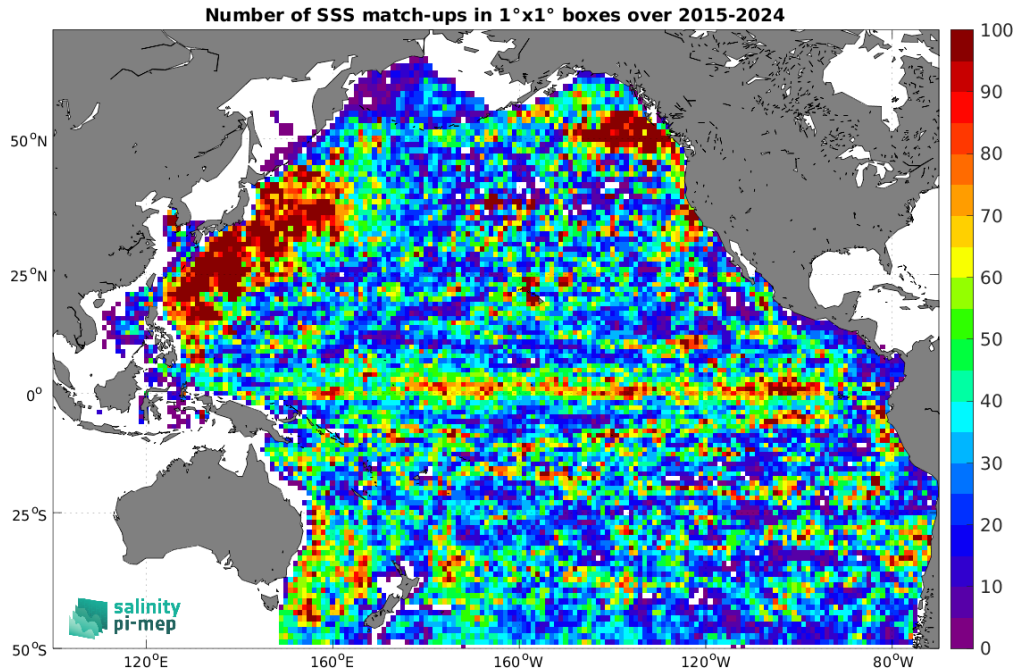 Number of SSS match-ups in 1°x1° boxes over 2015-2024
100
90
80
70
60
50
40
30
20
10
0
50°N
25°N
0°
25°S
50°S
120°E
160°E
160°W
120°W
80°W
salinity
pi-mep